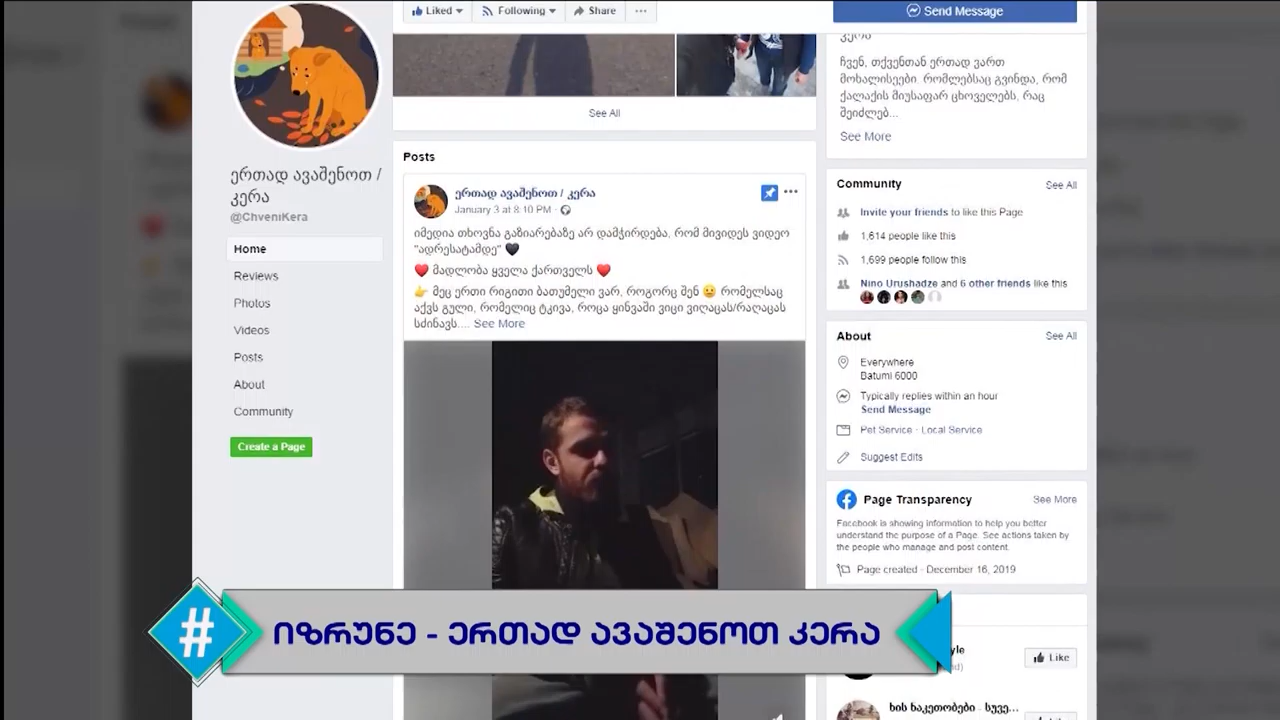 Liked
Following
Share
Send Message
See All
ერთად ავაშენოთ /
კერა
@ChveniKera
Home
Reviews
Photos
Videos
Posts
About
Community
Create a Page
Posts
ერთად ავაშენოთ / კერა
January 3 at 8:10 PM
იმედია თხოვნა გაზიარებაზე არ დამჭირდება, რომ მივიდეს ვიდეო
"ადრესატამდე" 🖤
❤️ მადლობა ყველა ქართველს ❤️
👉 მეც ერთი რიგითი ბათუმელი ვარ, როგორც შენ 😐 რომელსაც
აქვს გული, რომელიც ტკივა, როცა ყინვაში ვიცი ვიღაცას/რაღაცას
სძინავს.... See More
კერა
ჩვენ, თქვენთან ერთად ვართ
მოხალისეები. რომლებსაც გვინდა, რომ
ქალაქის მიუსაფარ ცხოველებს, რაც
შეიძლებ...
See More
Community
See All
Invite your friends to like this Page
1,614 people like this
1,699 people follow this
Nino Urushadze and 6 other friends like this
About
See All
Everywhere
Batumi 6000
Typically replies within an hour
Send Message
Pet Service · Local Service
Suggest Edits
Page Transparency
See More
Facebook is showing information to help you better
understand the purpose of a Page. See actions taken by
the people who manage and post content.
Page created - December 16, 2019
Like
ხის ნაკეთობები - სუვე...
# იზრუნე - ერთად ავაშენოთ კერა